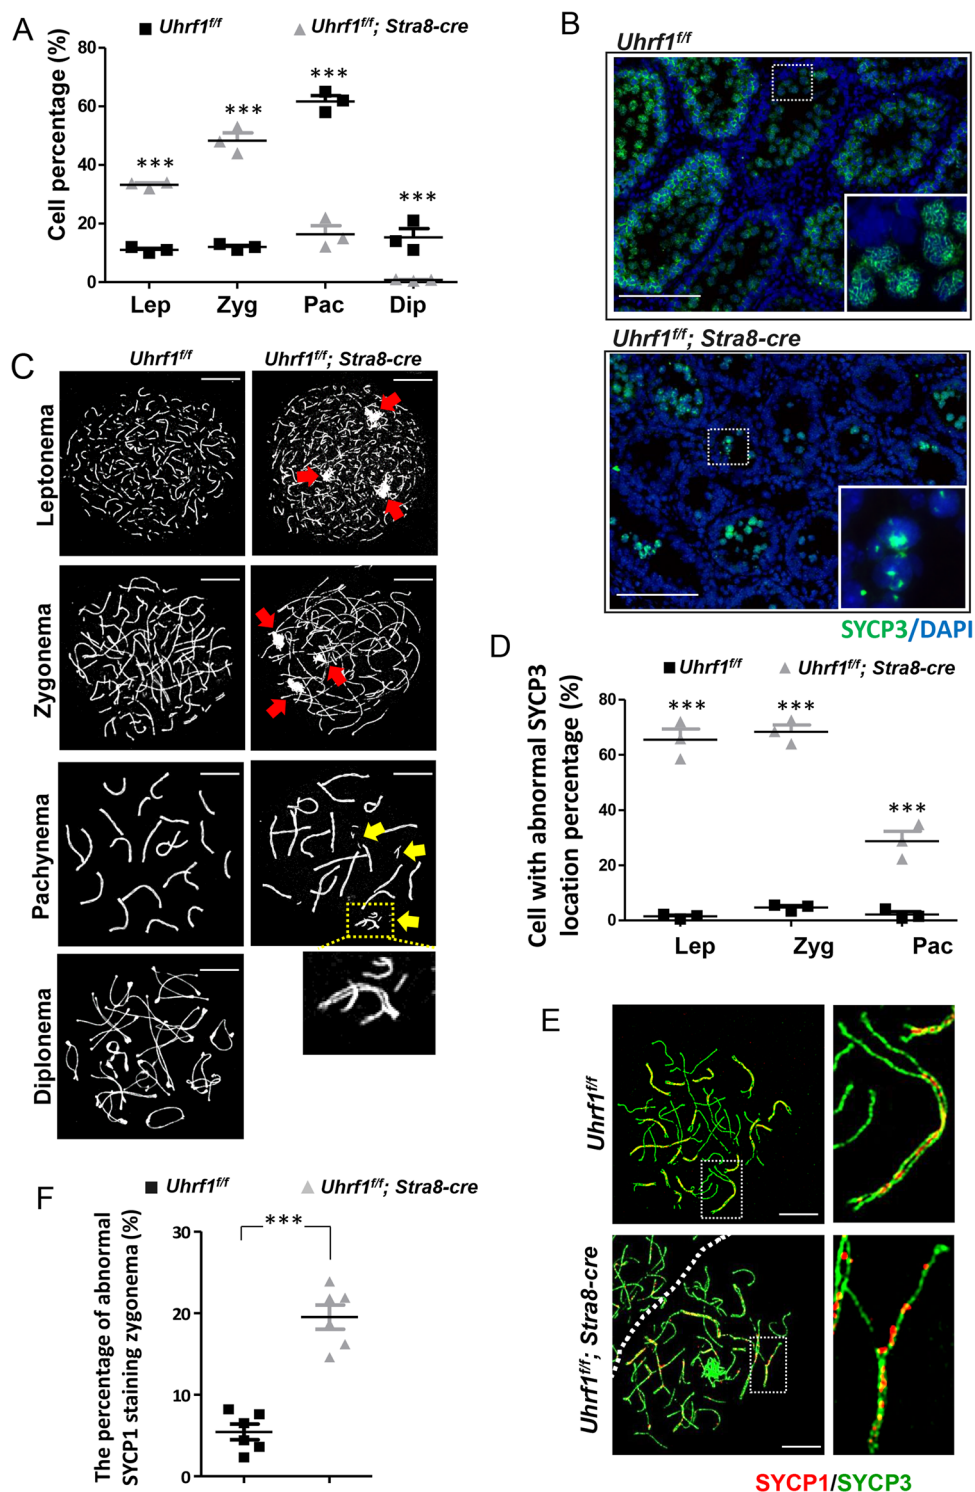 A
Uhrf1f/f
Uhrf1f/f; Stra8-cre
Cell percentage (%)
80
60
40
20
0
***
***
***
***
Lep
Zyg
Pac
Dip
B
Uhrf1f/f
Uhrf1f/f; Stra8-cre
SYCP3/DAPI
C
Uhrf1f/f
Uhrf1f/f; Stra8-cre
Leptonema
Zygonema
Pachynema
Diplonema
D
Uhrf1f/f
Uhrf1f/f; Stra8-cre
Cell with abnormal SYCP3
location percentage (%)
80
60
40
20
0
***
***
***
Lep
Zyg
Pac
E
Uhrf1f/f
Uhrf1f/f; Stra8-cre
SYCP1/SYCP3
F
Uhrf1f/f
Uhrf1f/f; Stra8-cre
The percentage of abnormal
SYCP1 staining zygonema (%)
30
20
10
0
***